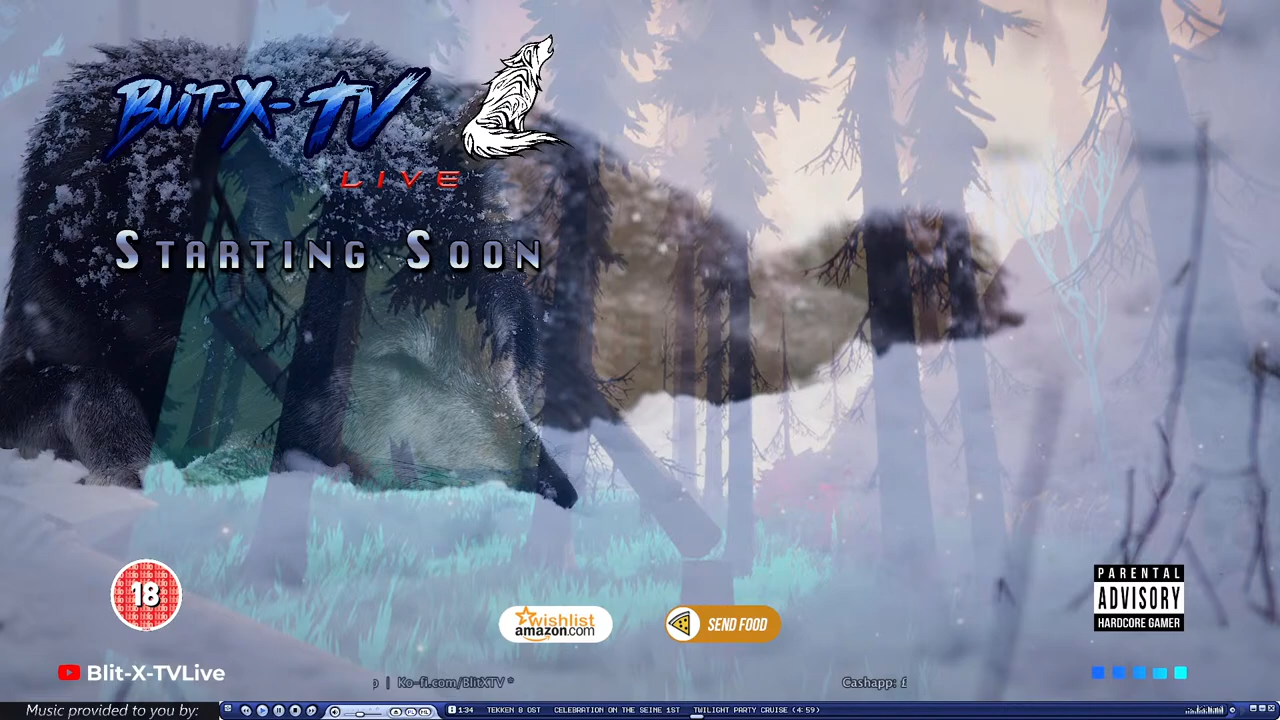 BLIT-X-TV
LIVE
STARTING SOON
18
wishlist
amazon.com
SEND FOOD
PARENTAL
ADVISORY
HARDCORE GAMER
Blit-X-TVLive
| Ko-fi.com/BlitXTV *
Cashapp: £
Music provided to you by:
1:34 TEKKEN 8 OST CELEBRATION ON THE SEINE 1ST TWILIGHT PARTY CRUISE (4:59)